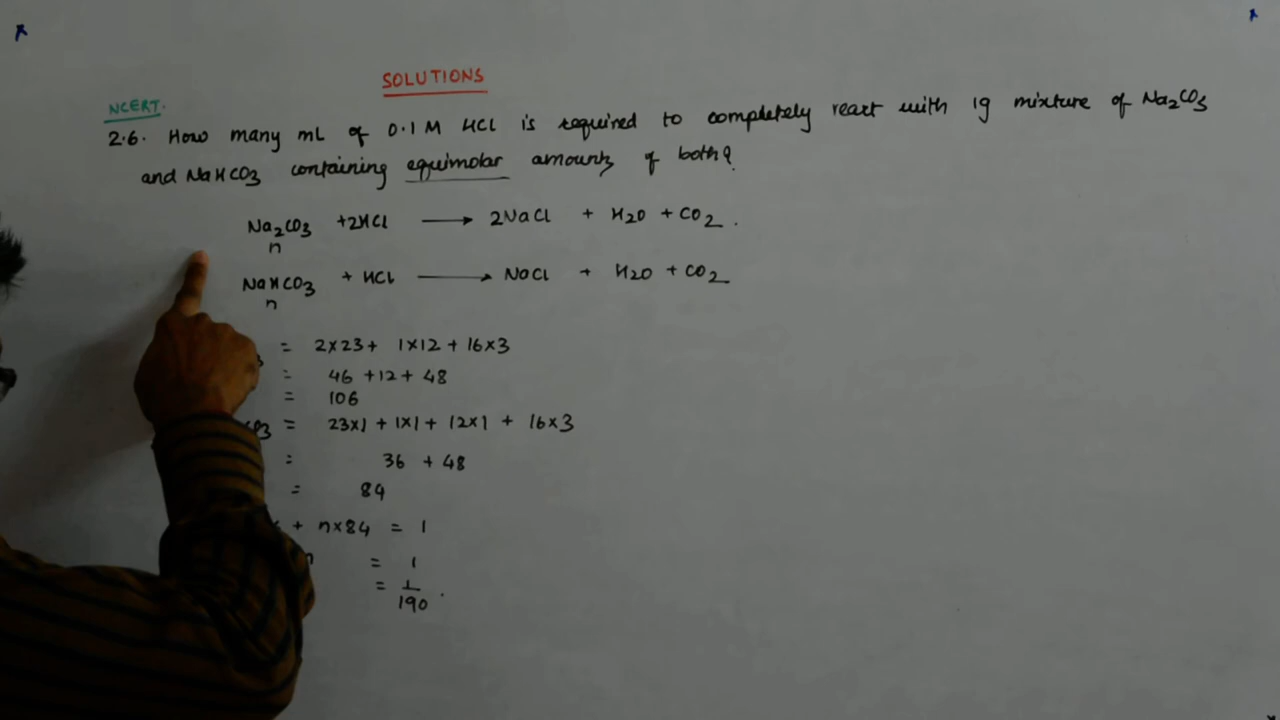 SOLUTIONS
NCERT.
2.6. How many mL of 0.1 M HCl is required to completely react with 1g mixture of Na2CO3
and NaHCO3 containing equimolar amounts of both?
Na2CO3 +2HCl ⟶ 2NaCl + H2O + CO2.
n
NaHCO3 + HCl ⟶ NaCl + H2O + CO2
n
3 = 2×23+ 1×12 + 16×3
= 46 +12 + 48
= 106
CO3 = 23×1 + 1×1 + 12×1 + 16×3
= 36 + 48
= 84
+ n×84 = 1
n = 1
= 1/190.